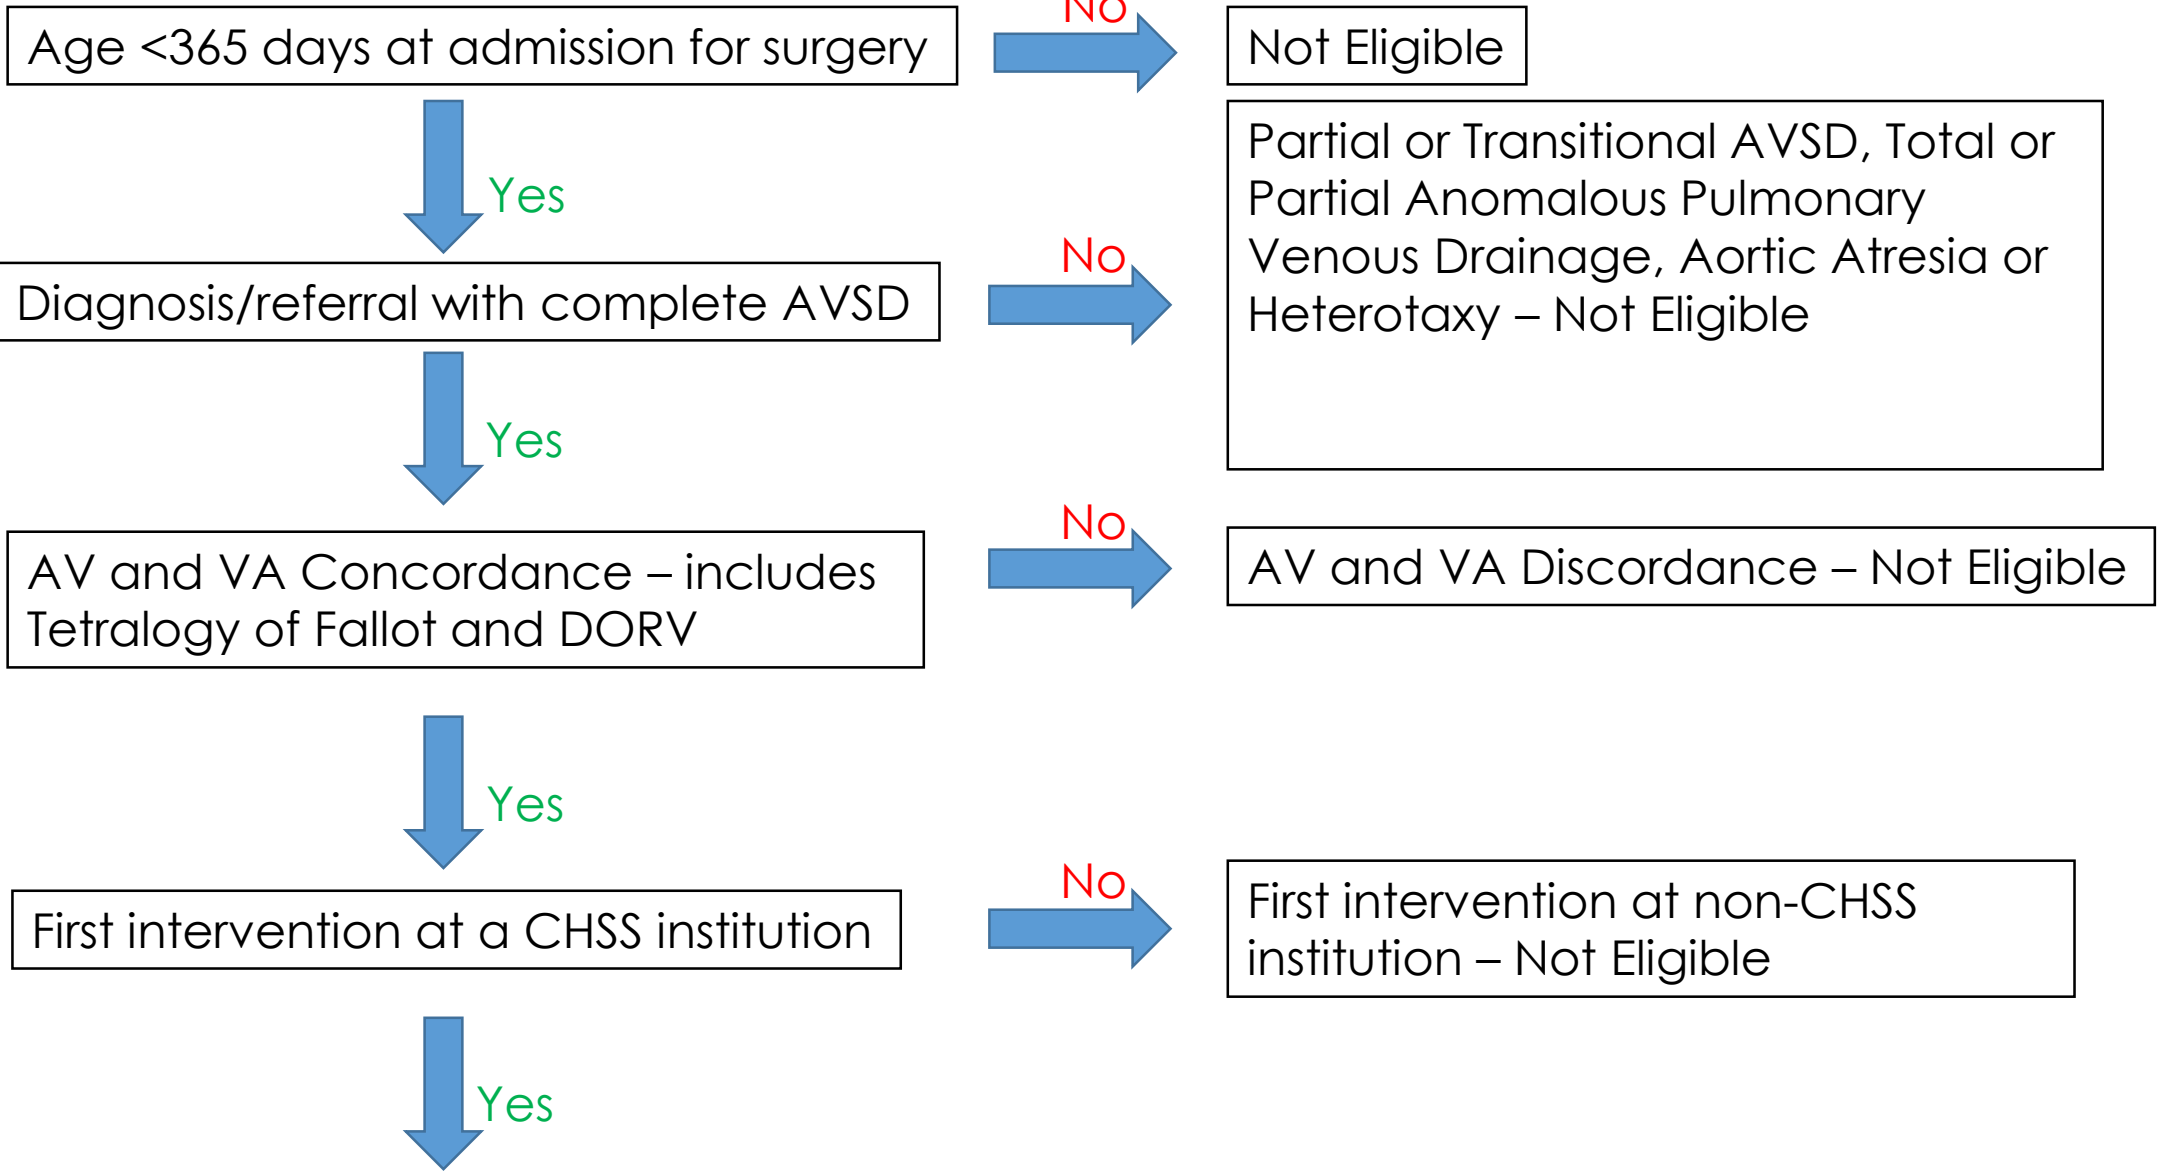 Age <365 days at admission for surgery
No
Not Eligible
Yes
Diagnosis/referral with complete AVSD
No
Partial or Transitional AVSD, Total or
Partial Anomalous Pulmonary
Venous Drainage, Aortic Atresia or
Heterotaxy – Not Eligible
Yes
AV and VA Concordance – includes
Tetralogy of Fallot and DORV
No
AV and VA Discordance – Not Eligible
Yes
First intervention at a CHSS institution
No
First intervention at non-CHSS
institution – Not Eligible
Yes